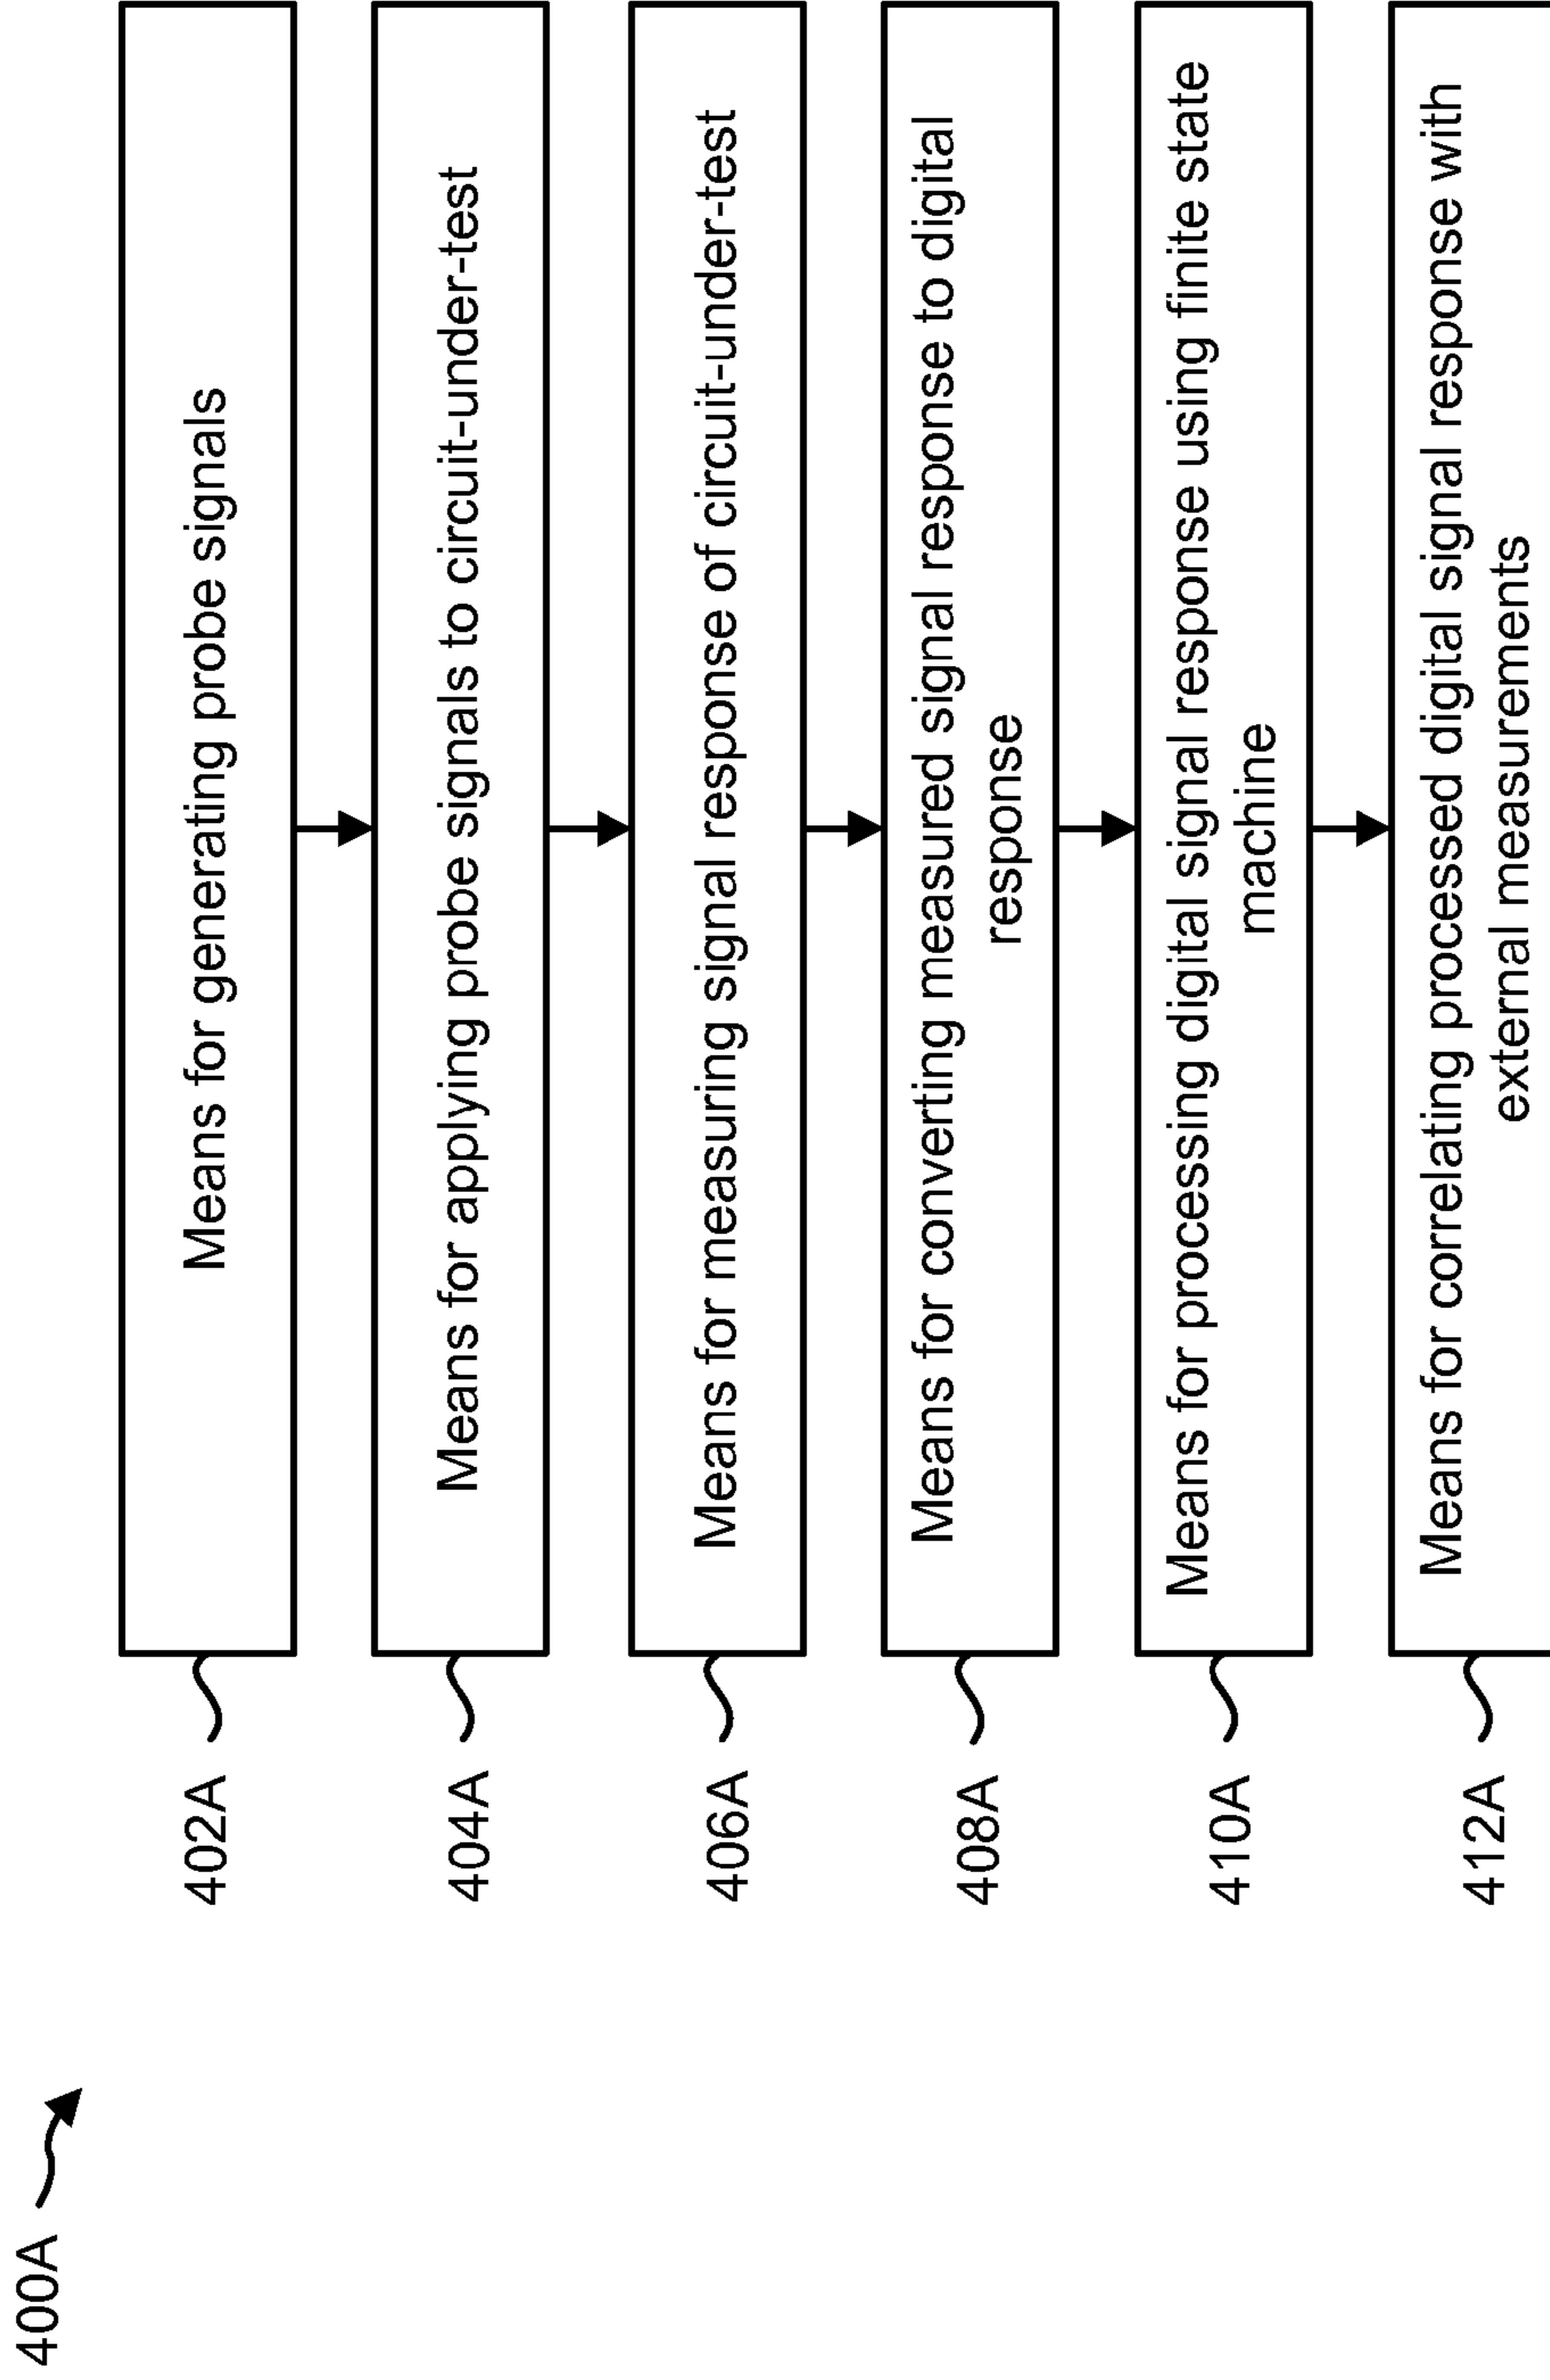 400A
402A
Means for generating probe signals
404A
Means for applying probe signals to circuit-under-test
406A
Means for measuring signal response of circuit-under-test
408A
Means for converting measured signal response to digital
response
410A
Means for processing digital signal response using finite state
machine
412A
Means for correlating processed digital signal response with
external measurements